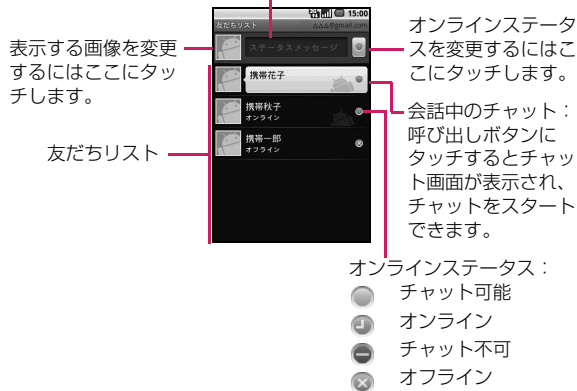 15:00
友だちリスト
△△△@gmail.com
ステータスメッセージ
携帯花子
携帯秋子
オンライン
携帯一郎
オフライン
表示する画像を変更
するにはここにタッ
チします。
友だちリスト
オンラインステータ
スを変更するにはこ
こにタッチします。
会話中のチャット：
呼び出しボタンに
タッチするとチャッ
ト画面が表示され、
チャットをスタート
できます。
オンラインステータス：
チャット可能
オンライン
チャット不可
オフライン